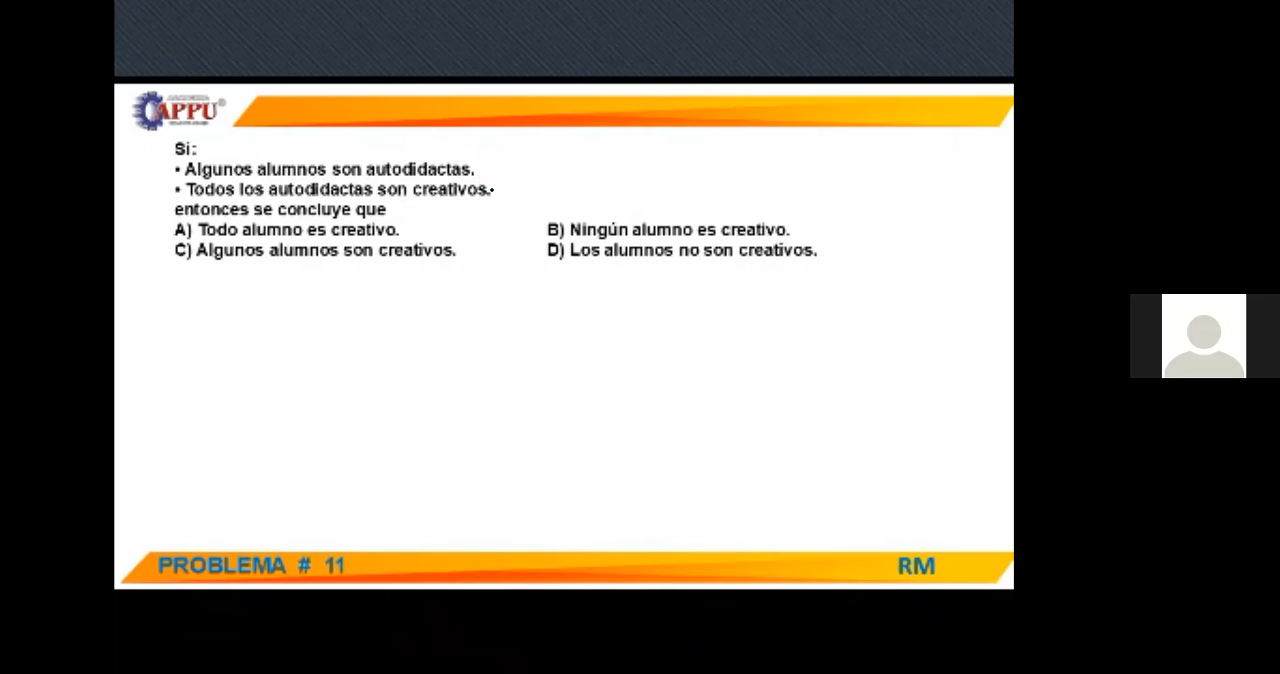 APPU
Si:
• Algunos alumnos son autodidactas.
• Todos los autodidactas son creativos.
entonces se concluye que
A) Todo alumno es creativo. B) Ningún alumno es creativo.
C) Algunos alumnos son creativos. D) Los alumnos no son creativos.
PROBLEMA # 11 RM